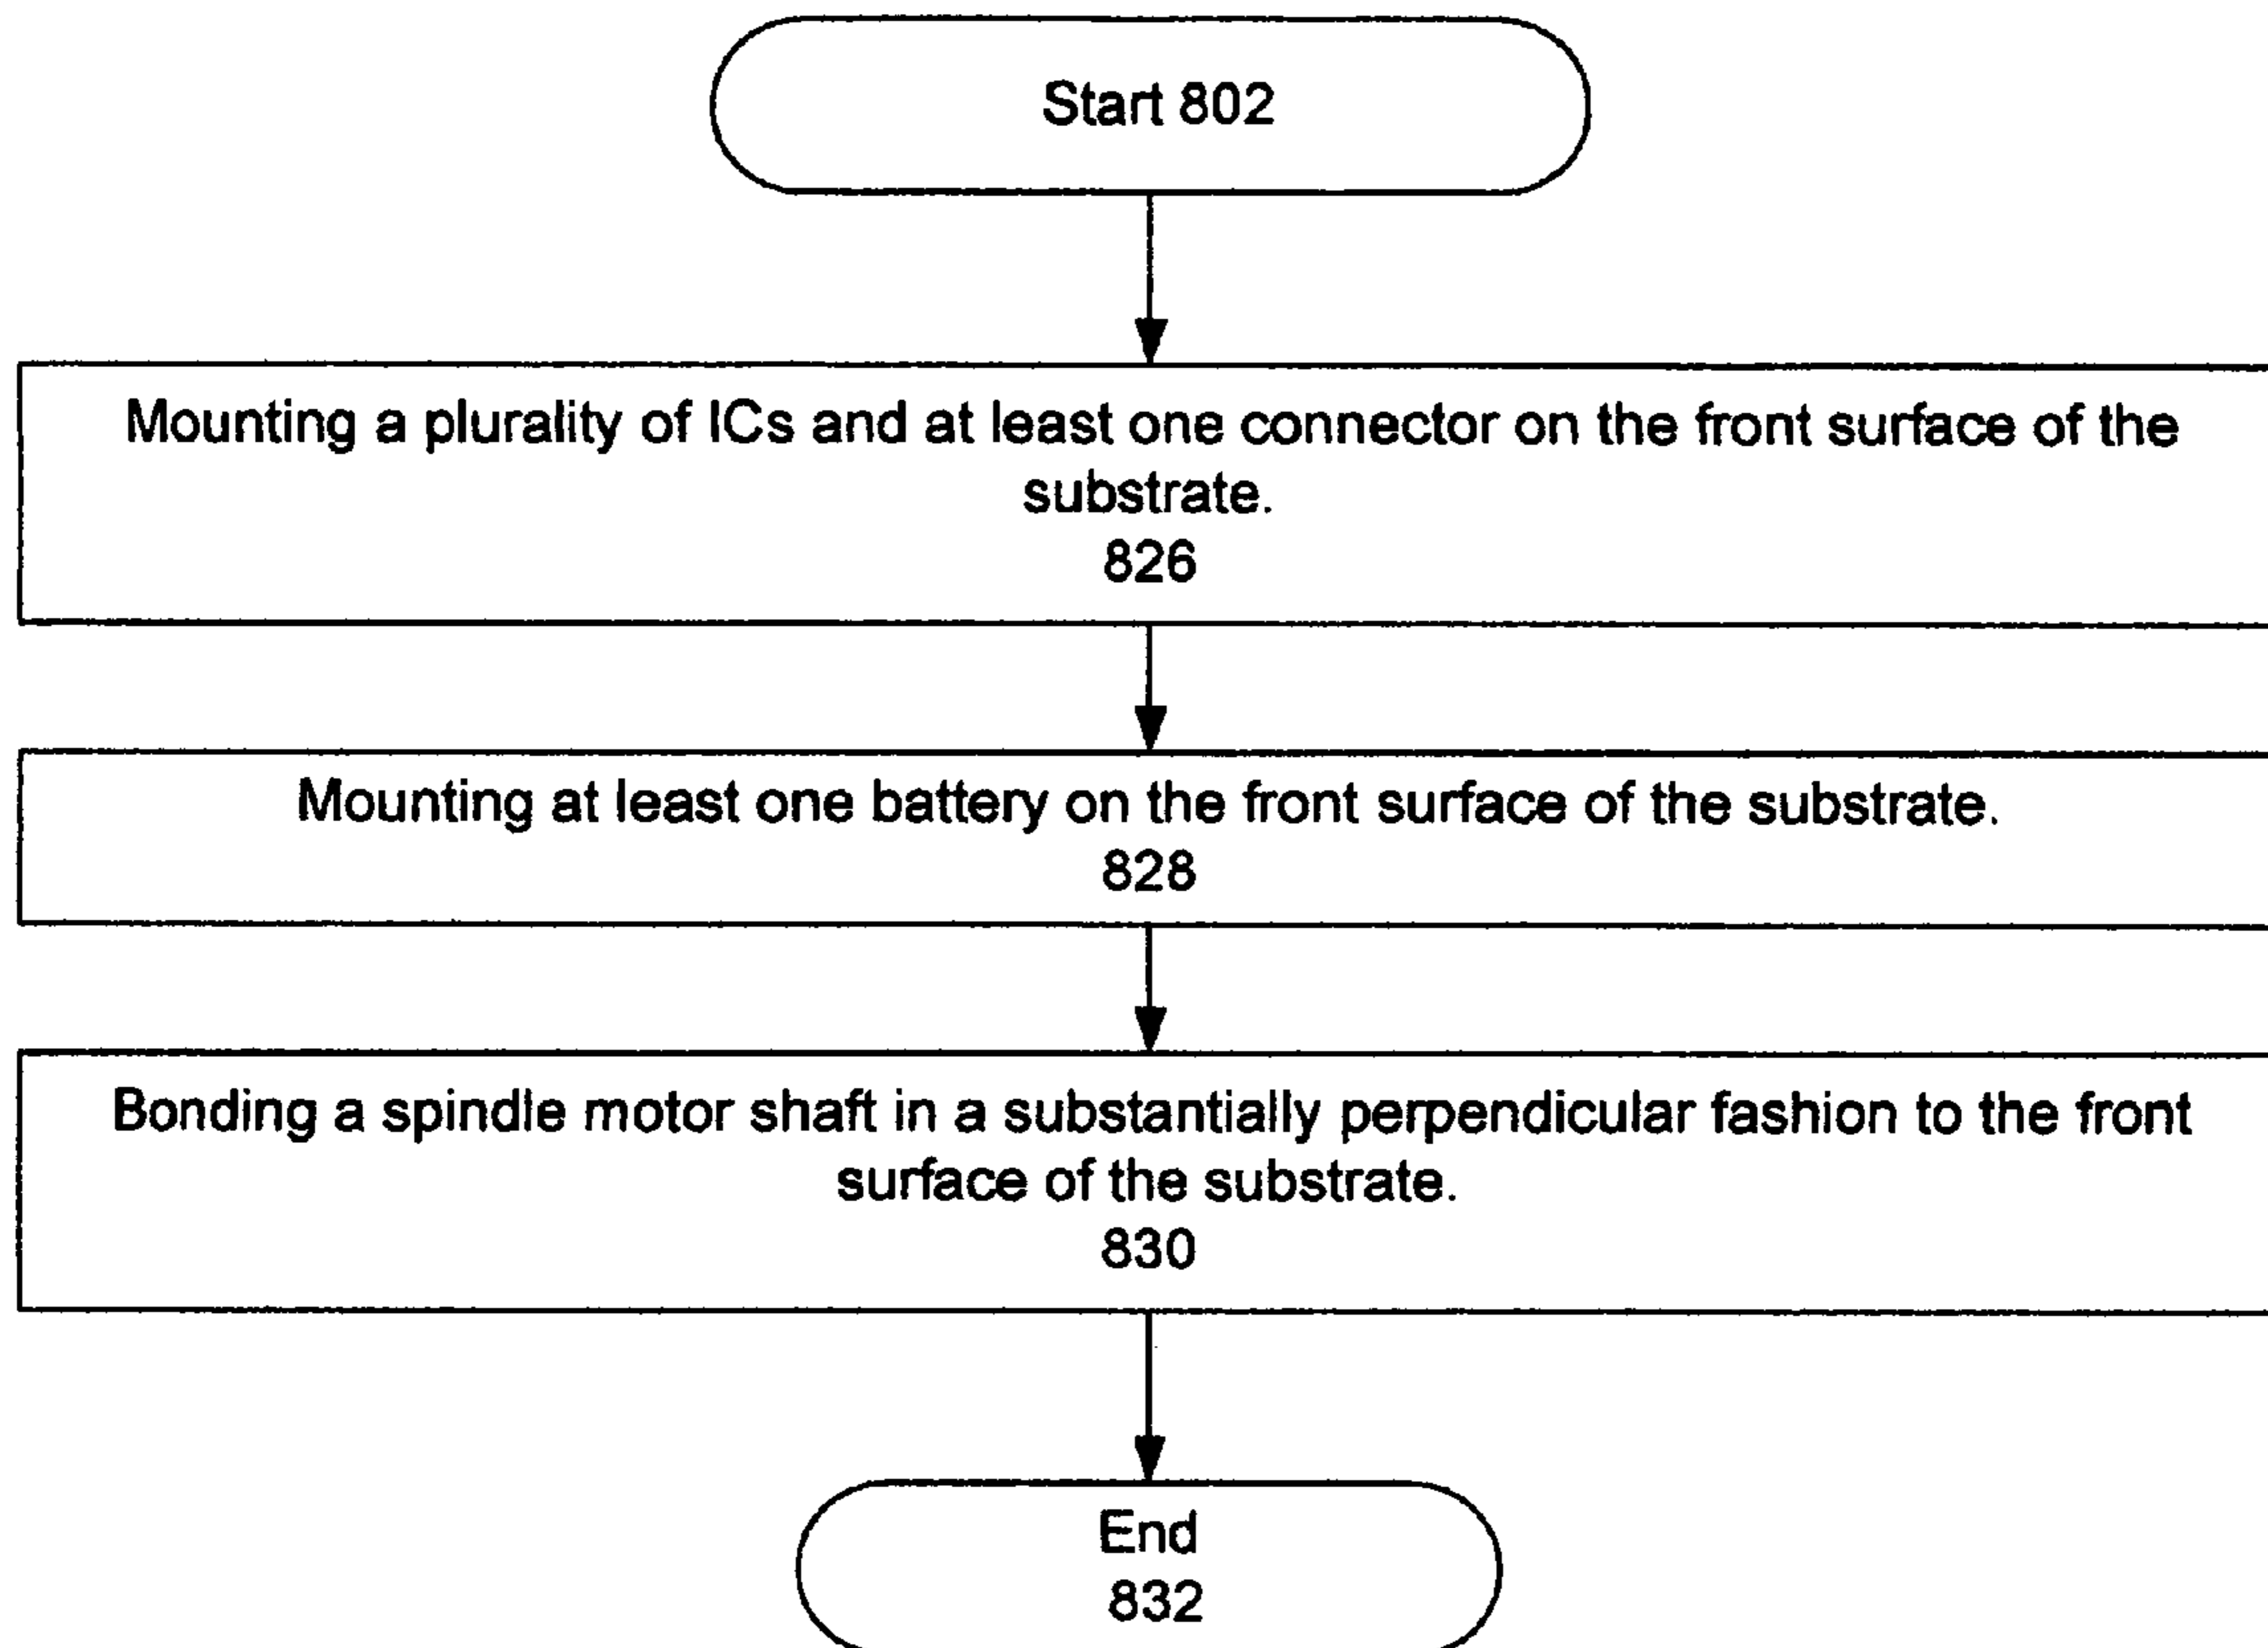 Start 802
Mounting a plurality of ICs and at least one connector on the front surface of the
substrate.
826
Mounting at least one battery on the front surface of the substrate.
828
Bonding a spindle motor shaft in a substantially perpendicular fashion to the front
surface of the substrate.
830
End
832